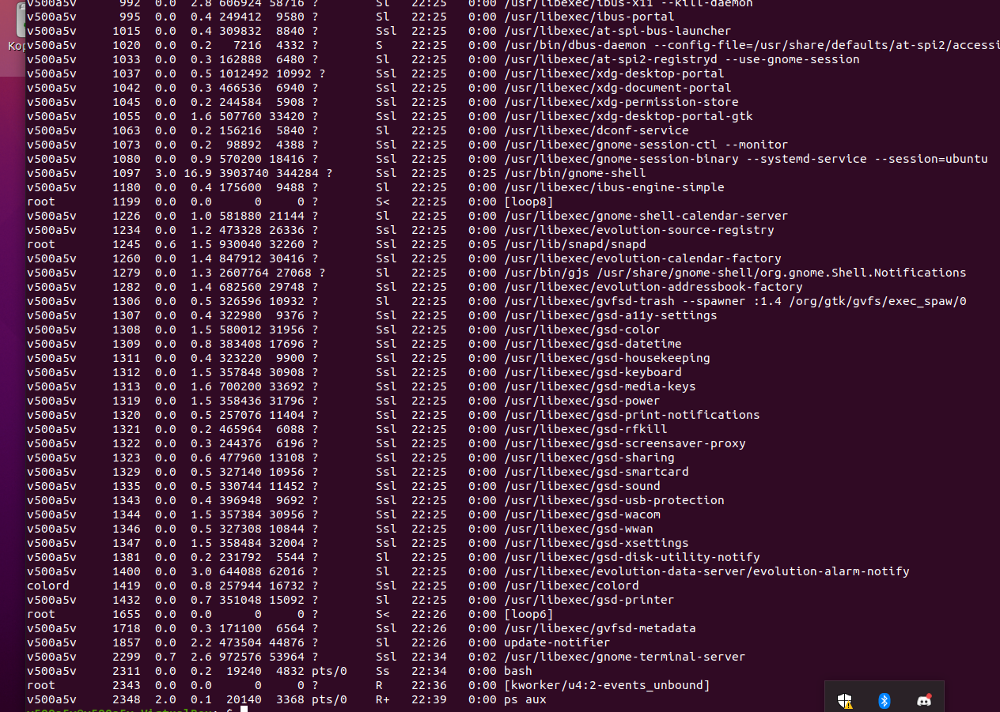 v500a5v 992 0.0 2.8 606924 58716 ? Sl 22:25 0:00 /usr/libexec/ibus-x11 --kill-daemon
v500a5v 995 0.0 0.4 249412 9580 ? Sl 22:25 0:00 /usr/libexec/ibus-portal
v500a5v 1015 0.0 0.4 309832 8840 ? Ssl 22:25 0:00 /usr/libexec/at-spi-bus-launcher
v500a5v 1020 0.0 0.2 7216 4332 ? S 22:25 0:00 /usr/bin/dbus-daemon --config-file=/usr/share/defaults/at-spi2/accessi
v500a5v 1033 0.0 0.3 162888 6480 ? Sl 22:25 0:00 /usr/libexec/at-spi2-registryd --use-gnome-session
v500a5v 1037 0.0 0.5 1012492 10992 ? Ssl 22:25 0:00 /usr/libexec/xdg-desktop-portal
v500a5v 1042 0.0 0.3 466536 6940 ? Ssl 22:25 0:00 /usr/libexec/xdg-document-portal
v500a5v 1045 0.0 0.2 244584 5908 ? Ssl 22:25 0:00 /usr/libexec/xdg-permission-store
v500a5v 1055 0.0 1.6 507760 33420 ? Ssl 22:25 0:00 /usr/libexec/xdg-desktop-portal-gtk
v500a5v 1063 0.0 0.2 156216 5840 ? Sl 22:25 0:00 /usr/libexec/dconf-service
v500a5v 1073 0.0 0.2 98892 4388 ? Ssl 22:25 0:00 /usr/libexec/gnome-session-ctl --monitor
v500a5v 1080 0.0 0.9 570200 18416 ? Ssl 22:25 0:00 /usr/libexec/gnome-session-binary --systemd-service --session=ubuntu
v500a5v 1097 3.0 16.9 3903740 344284 ? Ssl 22:25 0:25 /usr/bin/gnome-shell
v500a5v 1180 0.0 0.4 175600 9488 ? Sl 22:25 0:00 /usr/libexec/ibus-engine-simple
root 1199 0.0 0.0 0 0 ? S< 22:25 0:00 [loop8]
v500a5v 1226 0.0 1.0 581880 21144 ? Sl 22:25 0:00 /usr/libexec/gnome-shell-calendar-server
v500a5v 1234 0.0 1.2 473328 26336 ? Ssl 22:25 0:00 /usr/libexec/evolution-source-registry
root 1245 0.6 1.5 930040 32260 ? Ssl 22:25 0:05 /usr/lib/snapd/snapd
v500a5v 1260 0.0 1.4 847912 30416 ? Ssl 22:25 0:00 /usr/libexec/evolution-calendar-factory
v500a5v 1279 0.0 1.3 2607764 27068 ? Sl 22:25 0:00 /usr/bin/gjs /usr/share/gnome-shell/org.gnome.Shell.Notifications
v500a5v 1282 0.0 1.4 682560 29748 ? Ssl 22:25 0:00 /usr/libexec/evolution-addressbook-factory
v500a5v 1306 0.0 0.5 326596 10932 ? Sl 22:25 0:00 /usr/libexec/gvfsd-trash --spawner :1.4 /org/gtk/gvfs/exec_spaw/0
v500a5v 1307 0.0 0.4 322980 9376 ? Ssl 22:25 0:00 /usr/libexec/gsd-a11y-settings
v500a5v 1308 0.0 1.5 580012 31956 ? Ssl 22:25 0:00 /usr/libexec/gsd-color
v500a5v 1309 0.0 0.8 383408 17696 ? Ssl 22:25 0:00 /usr/libexec/gsd-datetime
v500a5v 1311 0.0 0.4 323220 9900 ? Ssl 22:25 0:00 /usr/libexec/gsd-housekeeping
v500a5v 1312 0.0 1.5 357848 30908 ? Ssl 22:25 0:00 /usr/libexec/gsd-keyboard
v500a5v 1313 0.0 1.6 700200 33692 ? Ssl 22:25 0:00 /usr/libexec/gsd-media-keys
v500a5v 1319 0.0 1.5 358436 31796 ? Ssl 22:25 0:00 /usr/libexec/gsd-power
v500a5v 1320 0.0 0.5 257076 11404 ? Ssl 22:25 0:00 /usr/libexec/gsd-print-notifications
v500a5v 1321 0.0 0.2 465964 6088 ? Ssl 22:25 0:00 /usr/libexec/gsd-rfkill
v500a5v 1322 0.0 0.3 244376 6196 ? Ssl 22:25 0:00 /usr/libexec/gsd-screensaver-proxy
v500a5v 1323 0.0 0.6 477960 13108 ? Ssl 22:25 0:00 /usr/libexec/gsd-sharing
v500a5v 1329 0.0 0.5 327140 10956 ? Ssl 22:25 0:00 /usr/libexec/gsd-smartcard
v500a5v 1335 0.0 0.5 330744 11452 ? Ssl 22:25 0:00 /usr/libexec/gsd-sound
v500a5v 1343 0.0 0.4 396948 9692 ? Ssl 22:25 0:00 /usr/libexec/gsd-usb-protection
v500a5v 1344 0.0 1.5 357384 30956 ? Ssl 22:25 0:00 /usr/libexec/gsd-wacom
v500a5v 1346 0.0 0.5 327308 10844 ? Ssl 22:25 0:00 /usr/libexec/gsd-wwan
v500a5v 1347 0.0 1.5 358484 32004 ? Ssl 22:25 0:00 /usr/libexec/gsd-xsettings
v500a5v 1381 0.0 0.2 231792 5544 ? Sl 22:25 0:00 /usr/libexec/gsd-disk-utility-notify
v500a5v 1400 0.0 3.0 644088 62016 ? Sl 22:25 0:00 /usr/libexec/evolution-data-server/evolution-alarm-notify
colord 1419 0.0 0.8 257944 16732 ? Ssl 22:25 0:00 /usr/libexec/colord
v500a5v 1432 0.0 0.7 351048 15092 ? Sl 22:25 0:00 /usr/libexec/gsd-printer
root 1655 0.0 0.0 0 0 ? S< 22:26 0:00 [loop6]
v500a5v 1718 0.0 0.3 171100 6564 ? Ssl 22:26 0:00 /usr/libexec/gvfsd-metadata
v500a5v 1857 0.0 2.2 473504 44876 ? Sl 22:26 0:00 update-notifier
v500a5v 2299 0.7 2.6 972576 53964 ? Ssl 22:34 0:02 /usr/libexec/gnome-terminal-server
v500a5v 2311 0.0 0.2 19240 4832 pts/0 Ss 22:34 0:00 bash
root 2343 0.0 0.0 0 0 ? R 22:36 0:00 [kworker/u4:2-events_unbound]
v500a5v 2348 2.0 0.1 20140 3368 pts/0 R+ 22:39 0:00 ps aux